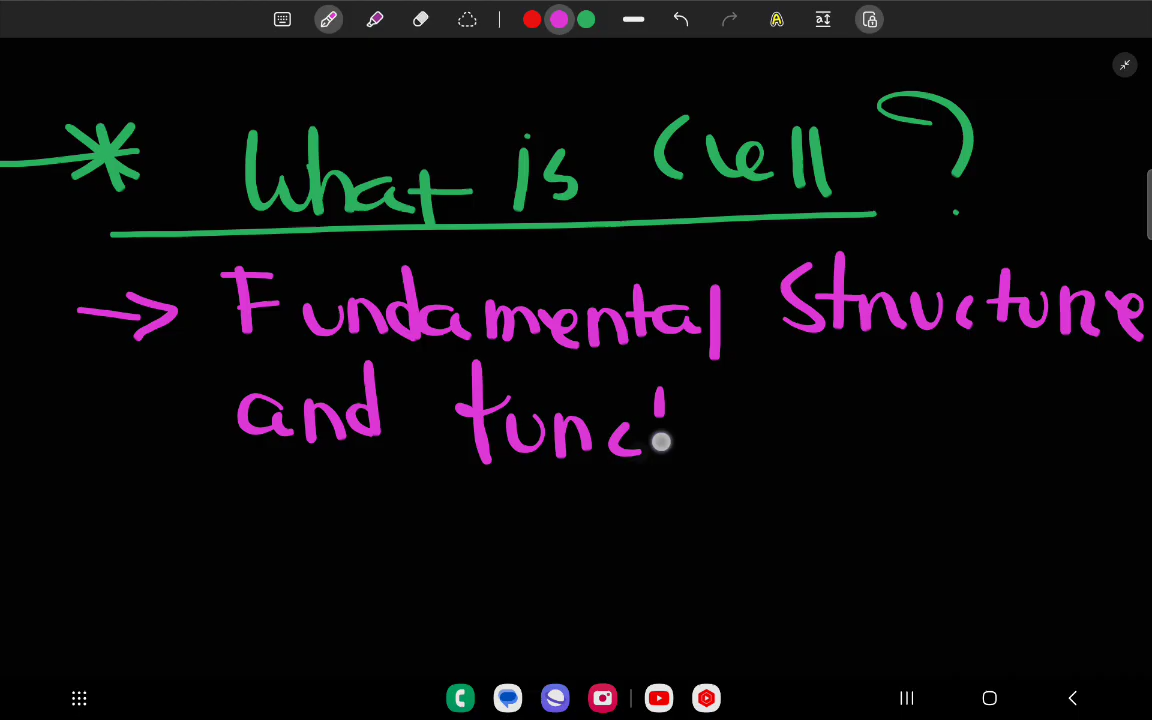 What is Cell ?
→ Fundamental Structure
and func